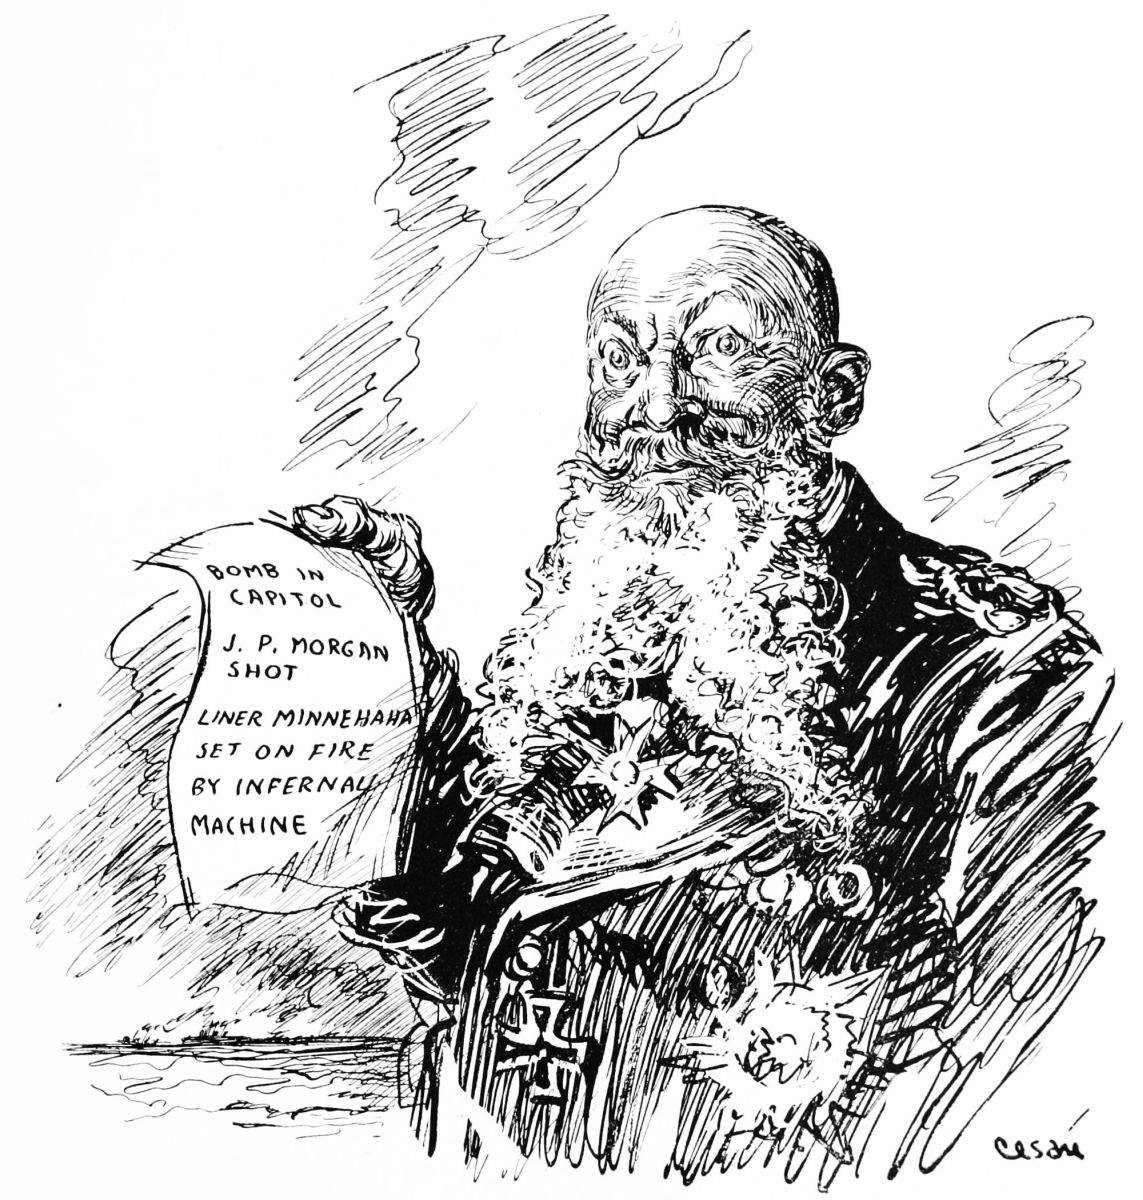 BOMB IN
CAPITOL
J. P. MORGAN
SHOT
LINER MINNEHAHA
SET ON FIRE
BY INFERNAL
MACHINE
Cesare